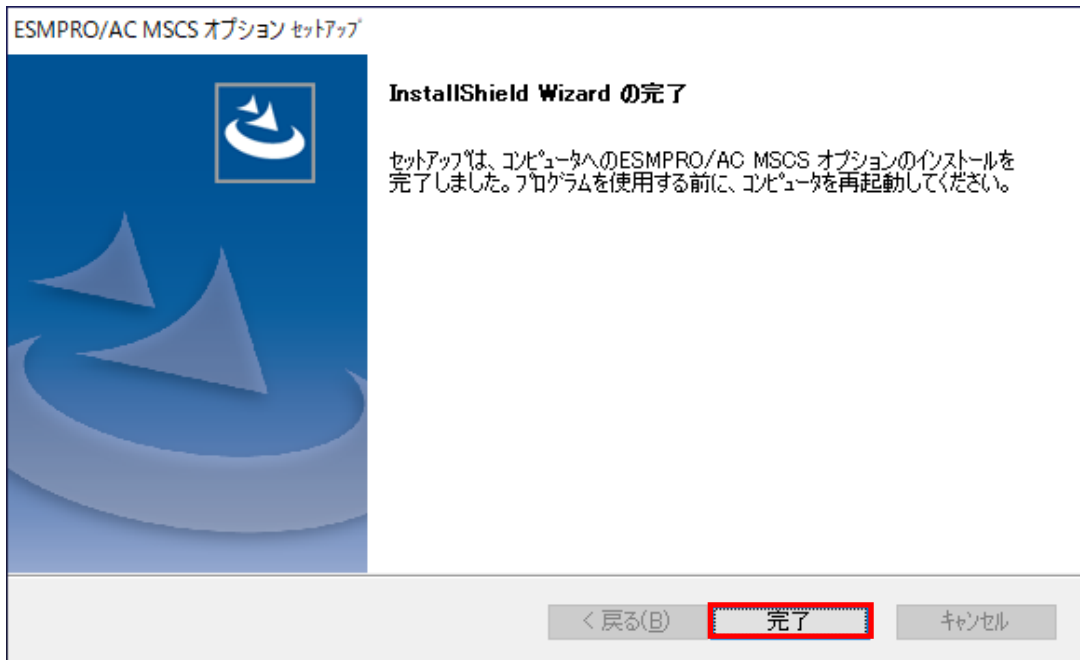 ESMPRO/AC MSCS オプション セットアップ
InstallShield Wizard の完了
セットアップは、コンピュータへのESMPRO/AC MSCS オプションのインストールを
完了しました。プログラムを使用する前に、コンピュータを再起動してください。
< 戻る(B)
完了
キャンセル